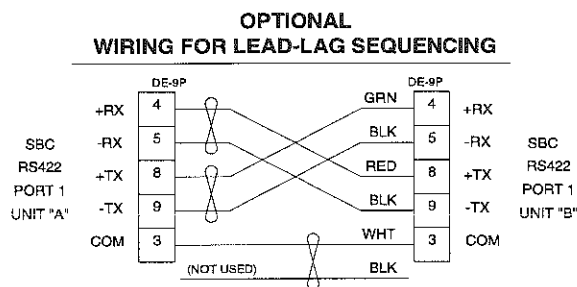 OPTIONAL
WIRING FOR LEAD-LAG SEQUENCING
DE-9P DE-9P
+RX 4 GRN 4 +RX
-RX 5 BLK 5 -RX
SBC
RS422
PORT 1
UNIT "A"
SBC
RS422
PORT 1
UNIT "B"
+TX 8 RED 8 +TX
-TX 9 BLK 9 -TX
COM 3 WHT 3 COM
(NOT USED) BLK